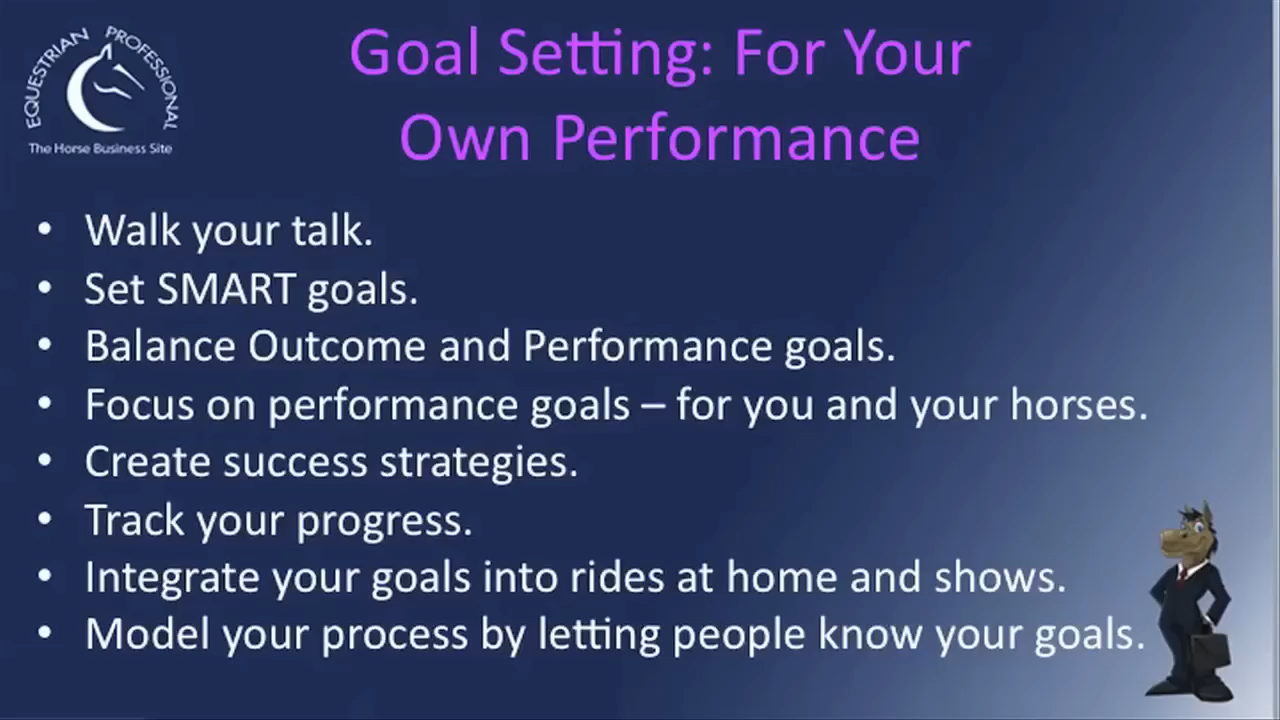 EQUESTRIAN PROFESSIONAL
The Horse Business Site
Goal Setting: For Your
Own Performance
• Walk your talk.
• Set SMART goals.
• Balance Outcome and Performance goals.
• Focus on performance goals – for you and your horses.
• Create success strategies.
• Track your progress.
• Integrate your goals into rides at home and shows.
• Model your process by letting people know your goals.